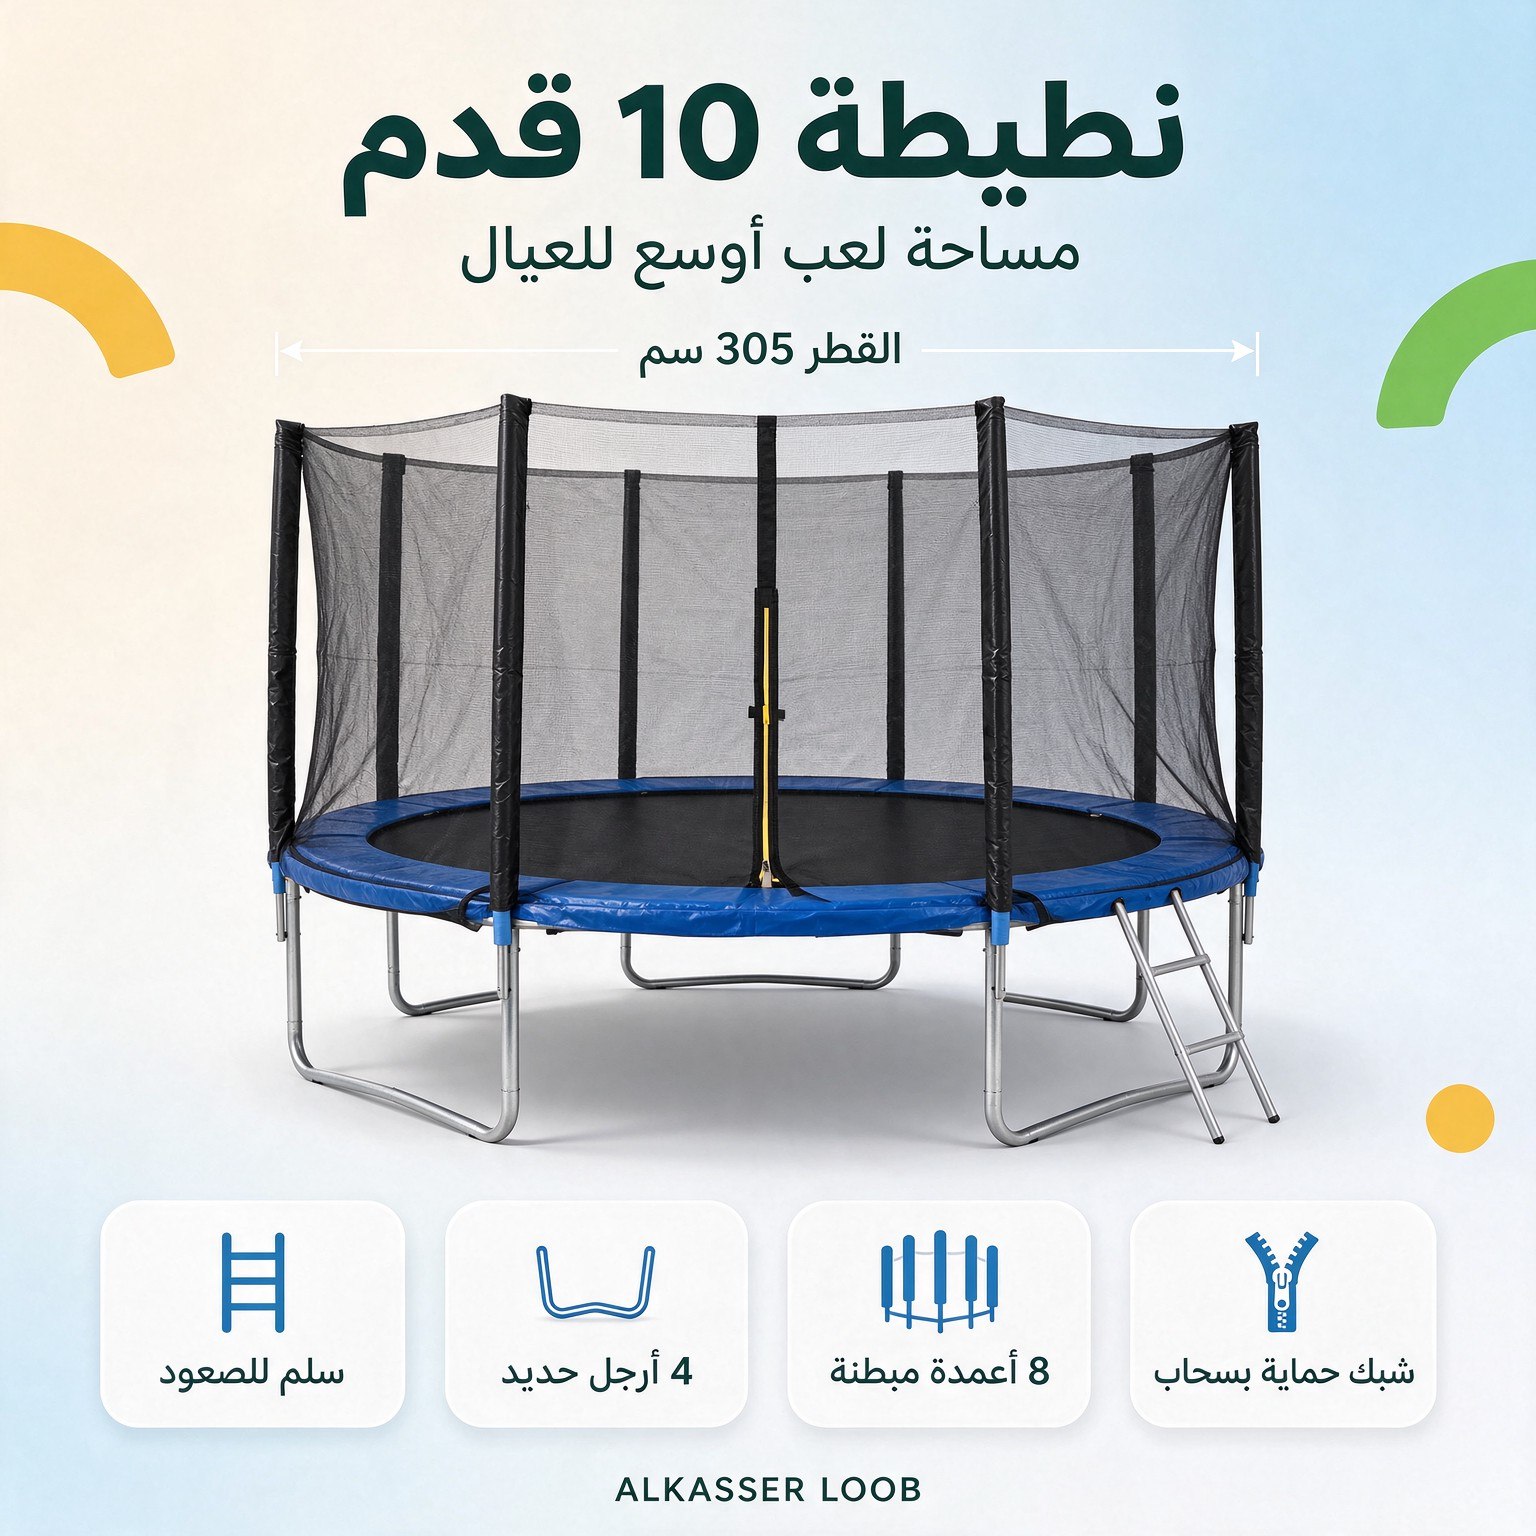 نطيطة 10 قدم
مساحة لعب أوسع للعيال
القطر 305 سم
شبك حماية بسحاب
8 أعمدة مبطنة
4 أرجل حديد
سلم للصعود
ALKASSER LOOB